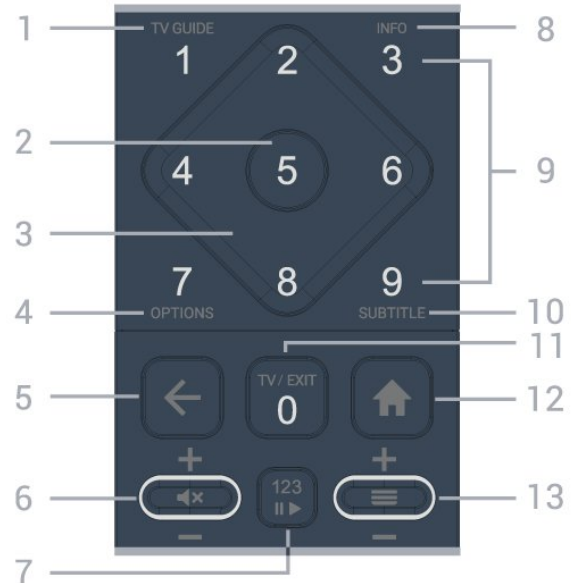 1 TV GUIDE INFO 8
1 2 3
2
4 5 6 9
3
7 8 9
4 OPTIONS SUBTITLE 10
11
TV / EXIT
5 0 12
+ +
6 13
123
− −
7